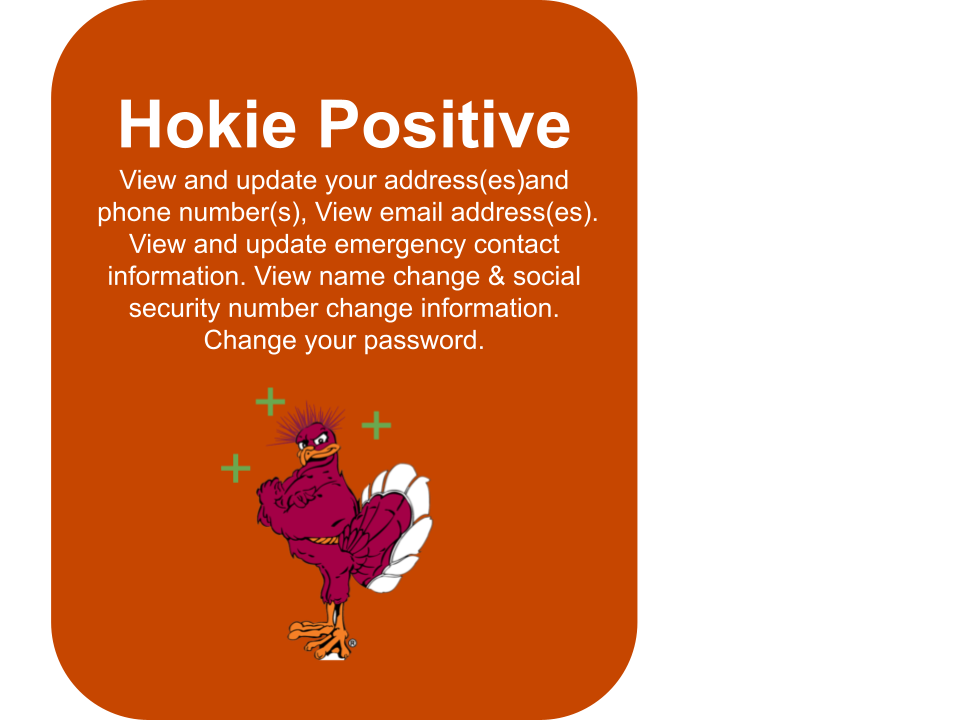 Hokie Positive
View and update your address(es)and
phone number(s), View email address(es).
View and update emergency contact
information. View name change & social
security number change information.
Change your password.
®